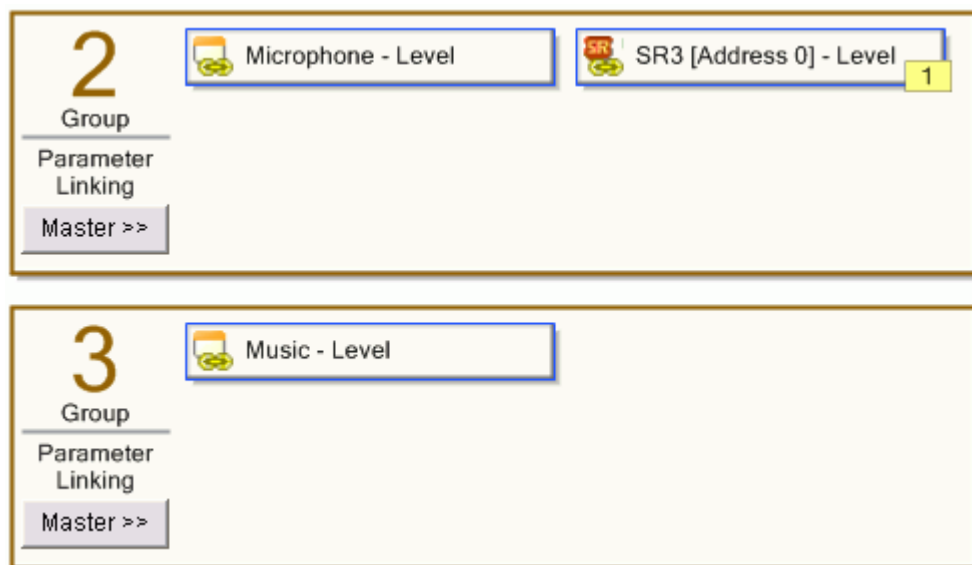 2
Group
Parameter
Linking
Master >>
Microphone - Level
SR
SR3 [Address 0] - Level
1
3
Group
Parameter
Linking
Master >>
Music - Level